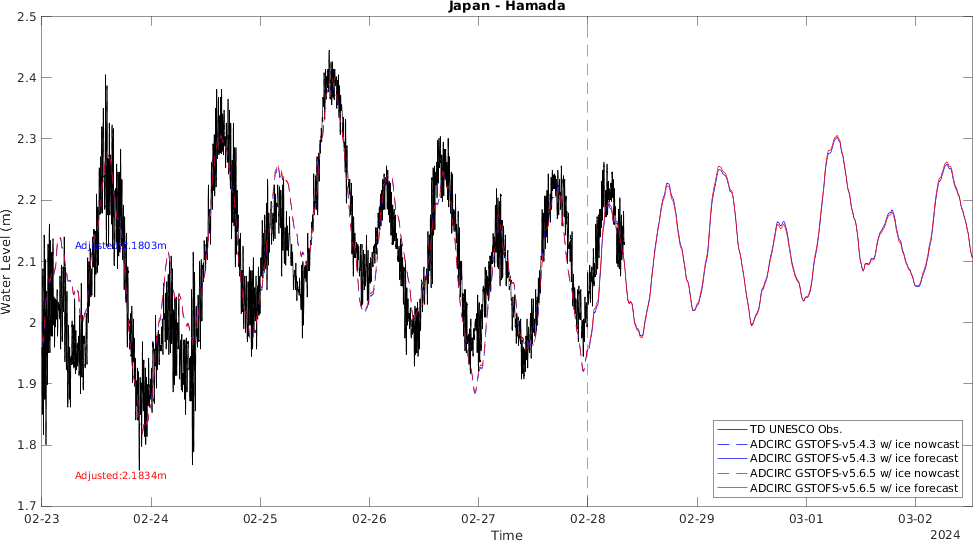 Japan - Hamada
2.5
2.4
2.3
2.2
2.1
2
1.9
1.8
1.7
Water Level (m)
Adjusted:2.1803m
Adjusted:2.1834m
TD UNESCO Obs.
ADCIRC GSTOFS-v5.4.3 w/ ice nowcast
ADCIRC GSTOFS-v5.4.3 w/ ice forecast
ADCIRC GSTOFS-v5.6.5 w/ ice nowcast
ADCIRC GSTOFS-v5.6.5 w/ ice forecast
02-23 02-24 02-25 02-26 02-27 02-28 02-29 03-01 03-02
Time
2024